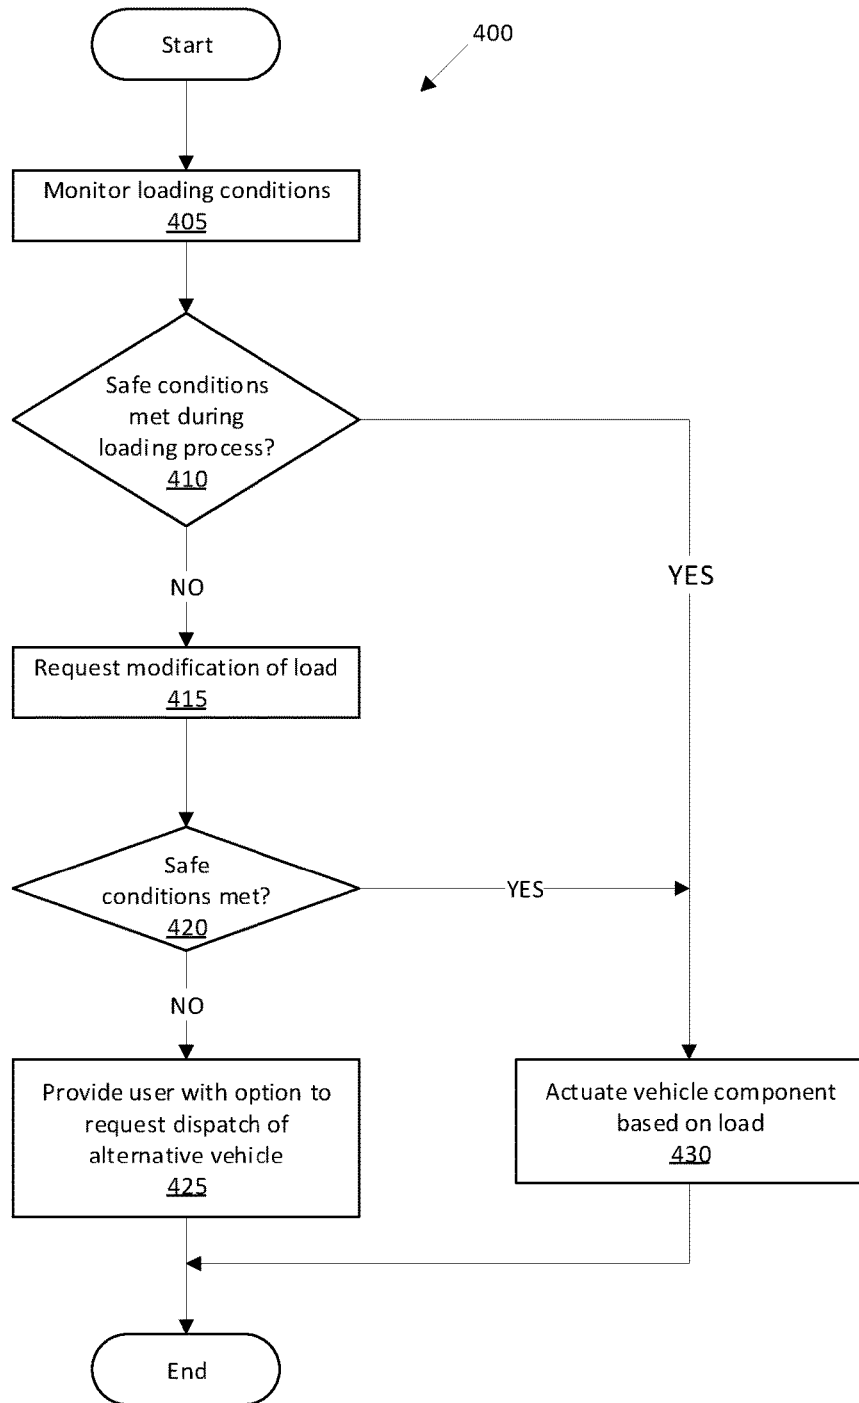 Start
400
Monitor loading conditions
405
Safe conditions
met during
loading process?
410
YES
NO
Request modification of load
415
Safe
conditions met?
420
YES
NO
Provide user with option to
request dispatch of
alternative vehicle
425
Actuate vehicle component
based on load
430
End